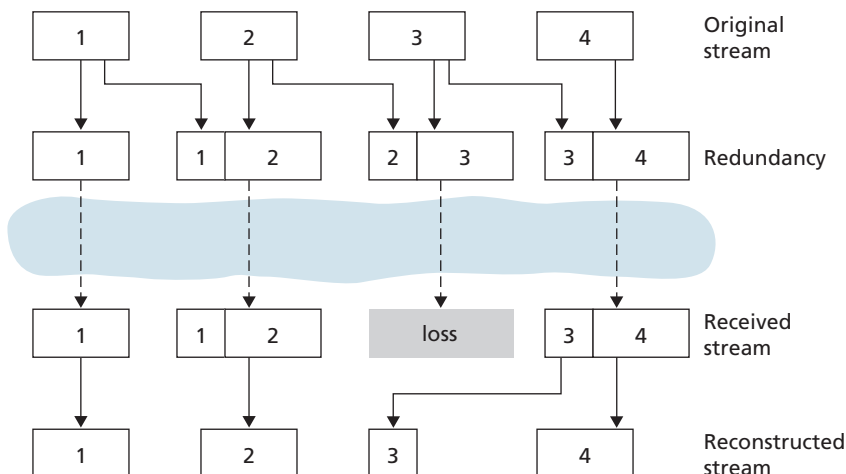 1 2 3 4 Original
stream
1 1 2 2 3 3 4 Redundancy
1 1 2 loss 3 4 Received
stream
1 2 3 4 Reconstructed
stream